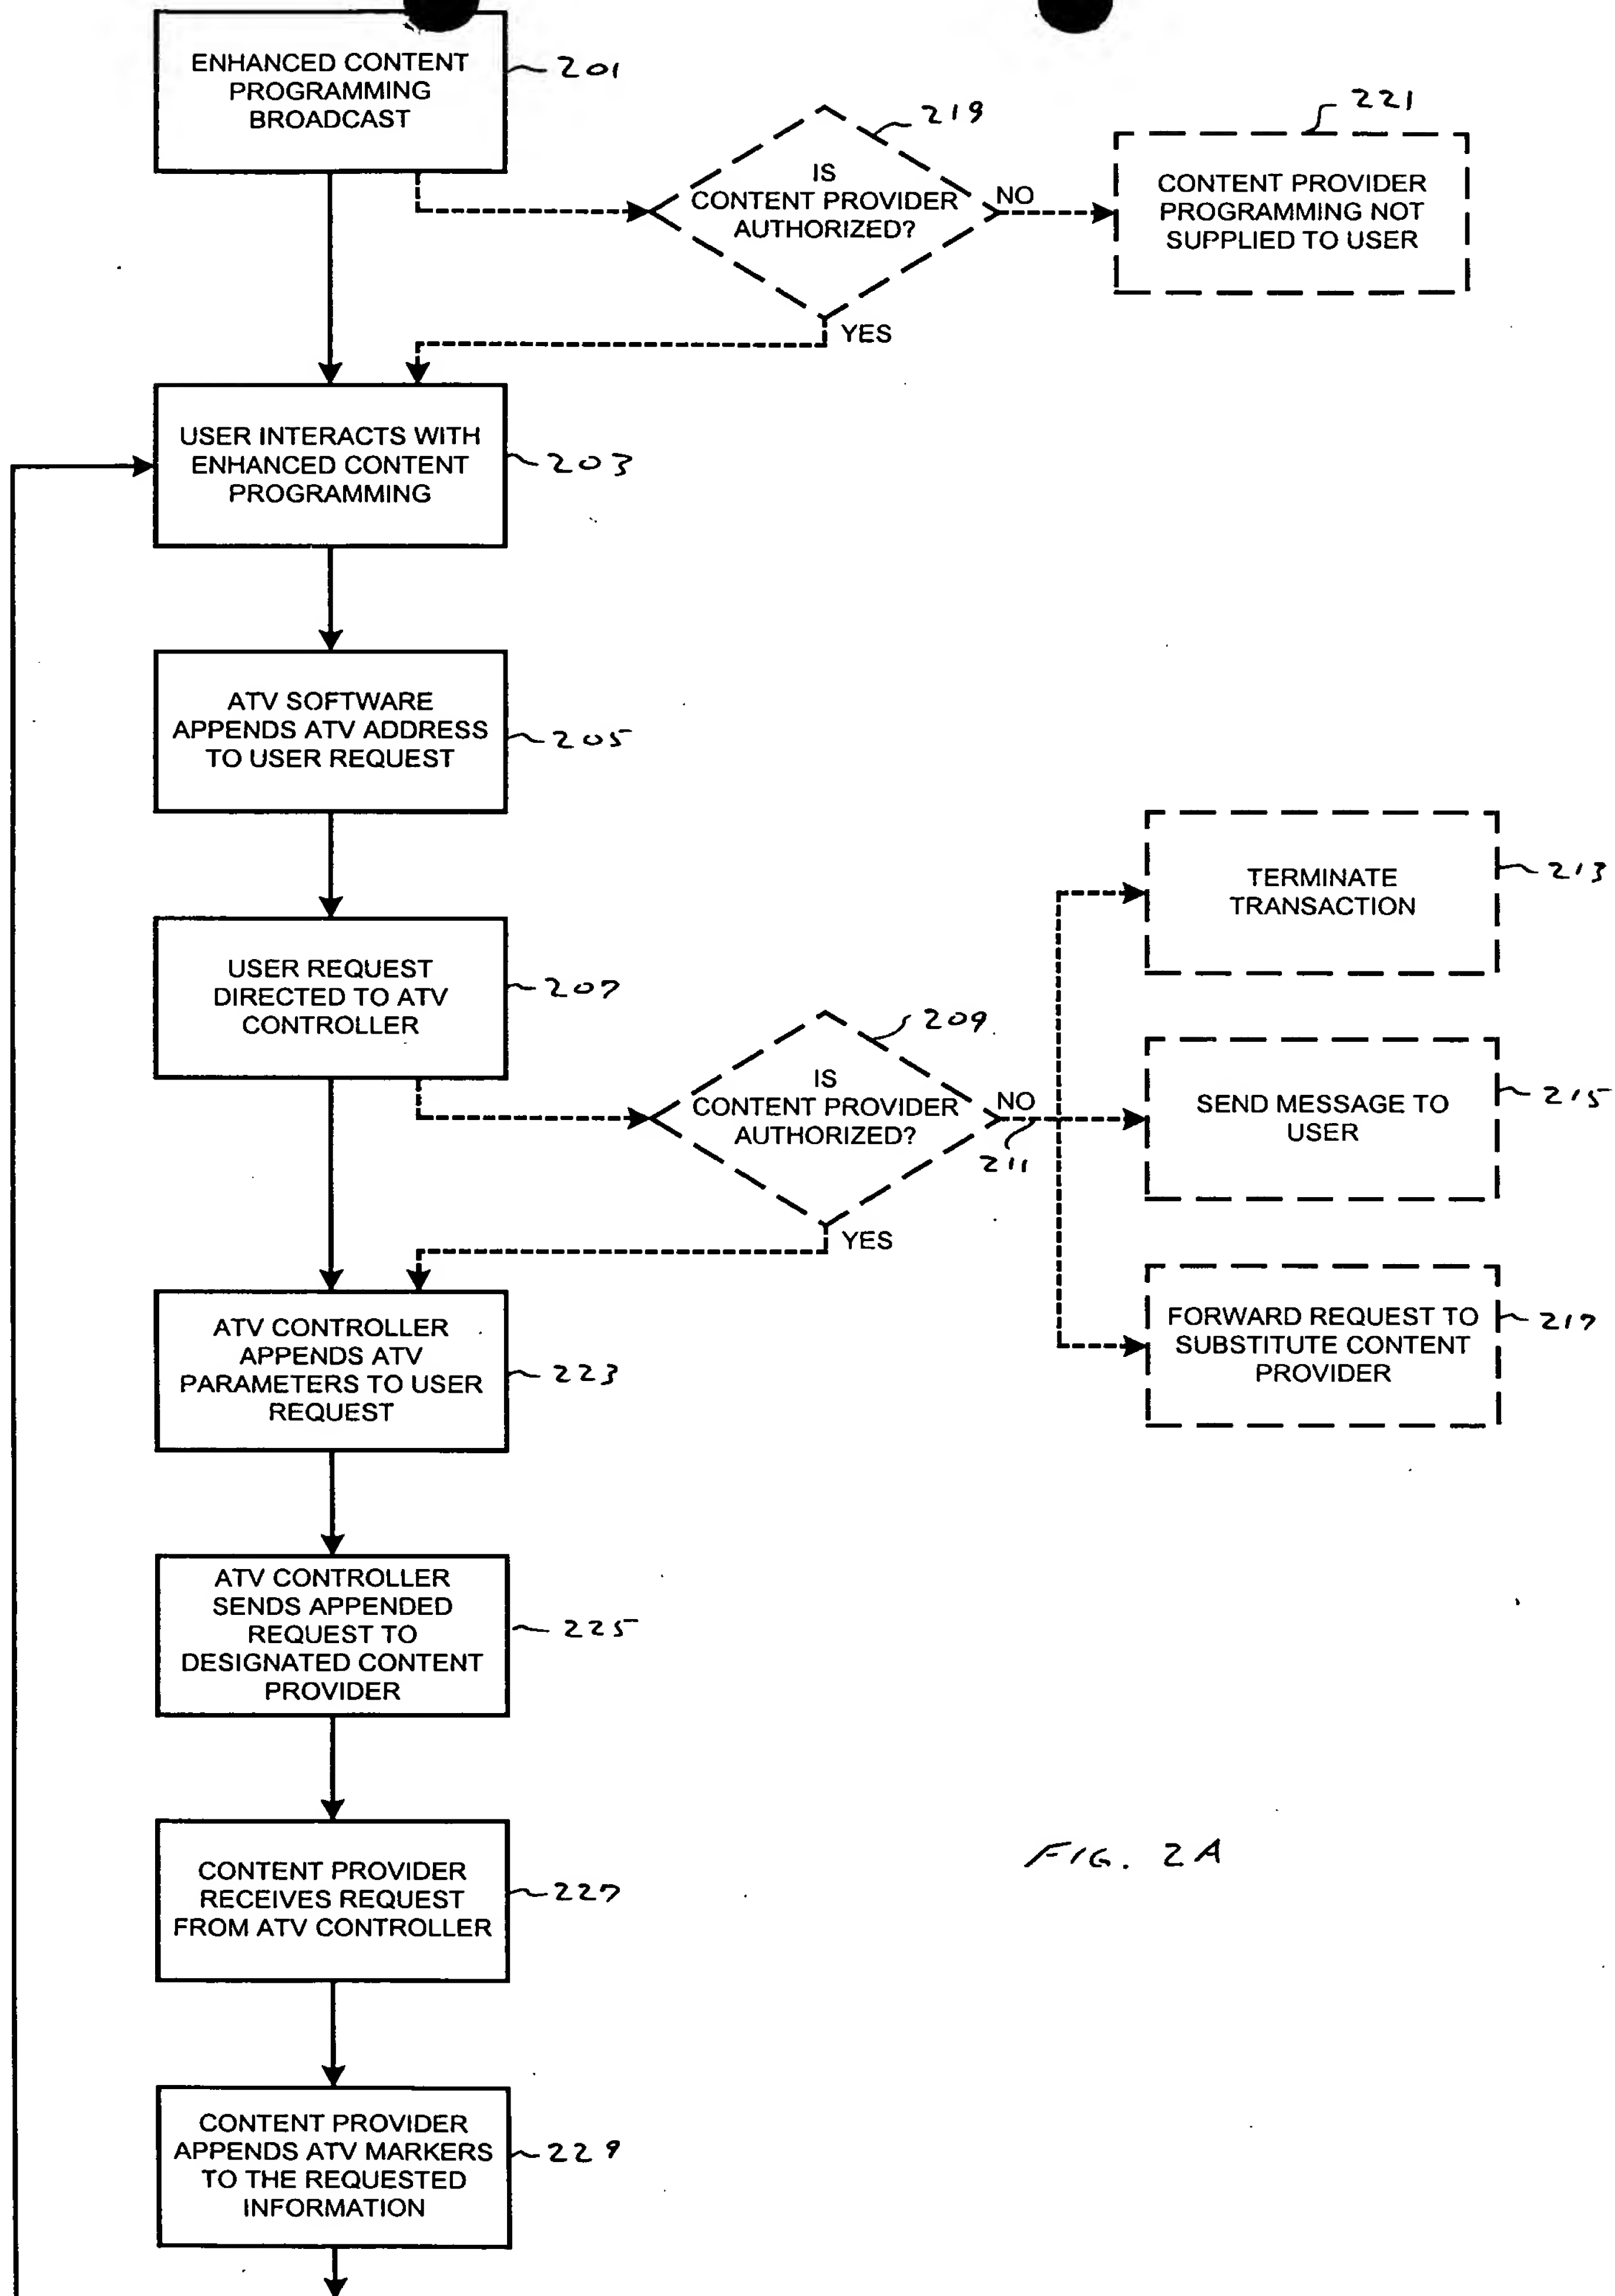 ENHANCED CONTENT
PROGRAMMING
BROADCAST
201
IS
CONTENT PROVIDER
AUTHORIZED?
219
NO
YES
CONTENT PROVIDER
PROGRAMMING NOT
SUPPLIED TO USER
221
USER INTERACTS WITH
ENHANCED CONTENT
PROGRAMMING
203
ATV SOFTWARE
APPENDS ATV ADDRESS
TO USER REQUEST
205
USER REQUEST
DIRECTED TO ATV
CONTROLLER
207
IS
CONTENT PROVIDER
AUTHORIZED?
209
NO
211
YES
TERMINATE
TRANSACTION
213
SEND MESSAGE TO
USER
215
FORWARD REQUEST TO
SUBSTITUTE CONTENT
PROVIDER
217
ATV CONTROLLER
APPENDS ATV
PARAMETERS TO USER
REQUEST
223
ATV CONTROLLER
SENDS APPENDED
REQUEST TO
DESIGNATED CONTENT
PROVIDER
225
CONTENT PROVIDER
RECEIVES REQUEST
FROM ATV CONTROLLER
227
CONTENT PROVIDER
APPENDS ATV MARKERS
TO THE REQUESTED
INFORMATION
229
FIG. 2A